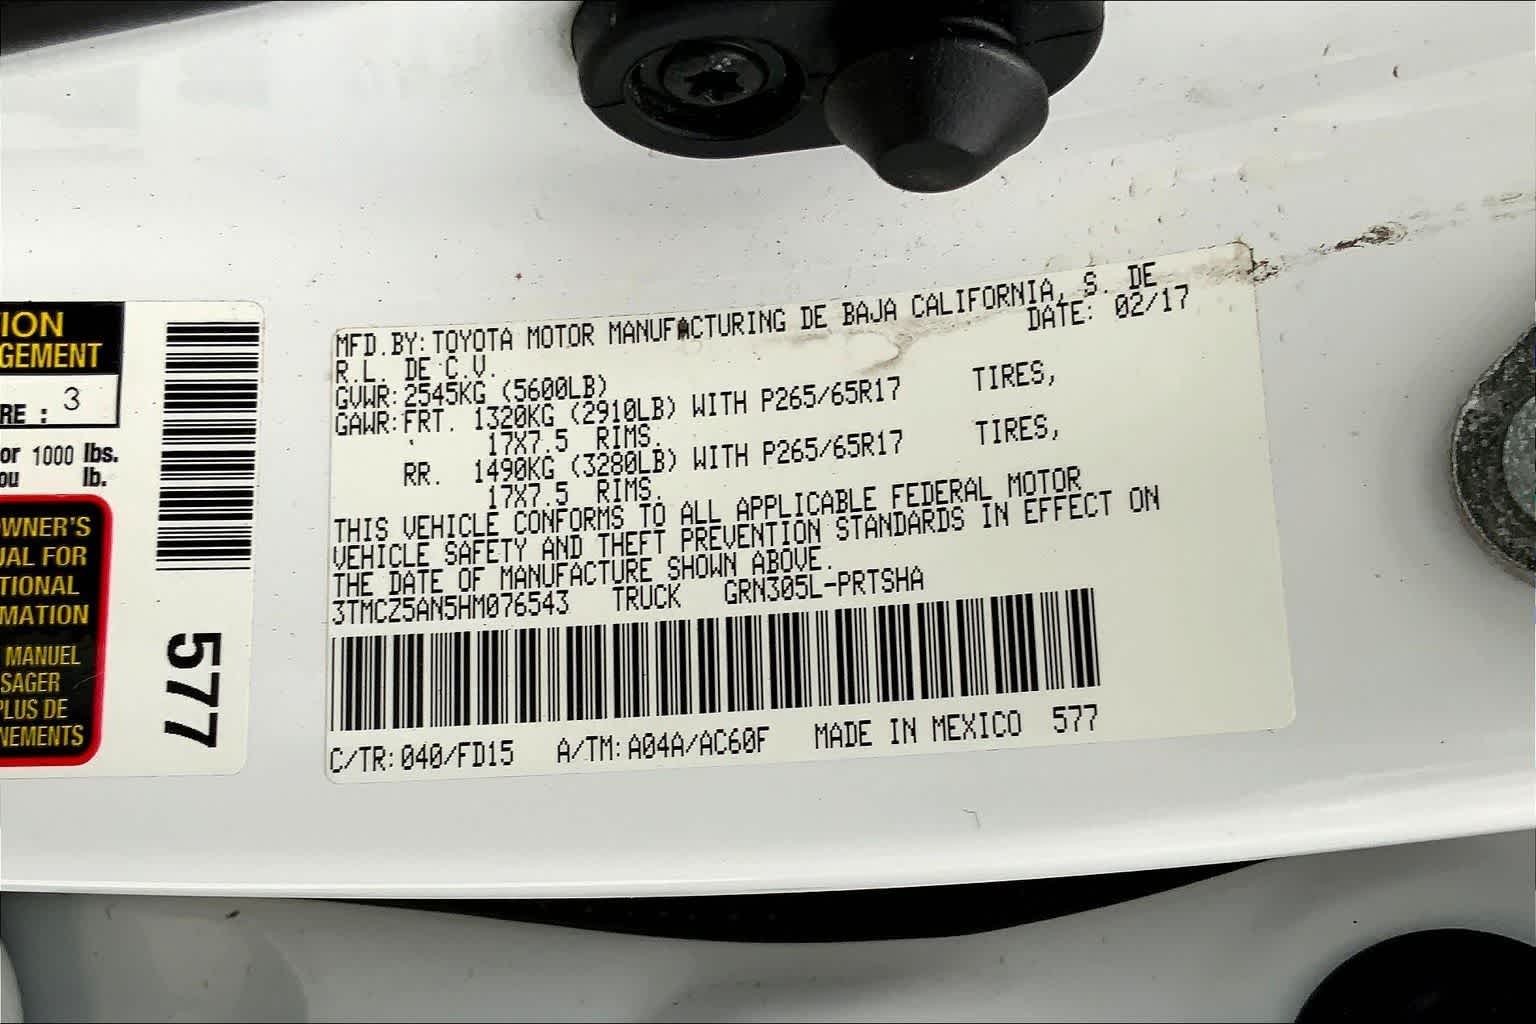 TION
GEMENT
RE : 3
or 1000 lbs.
ou lb.
OWNER'S
UAL FOR
TIONAL
MATION
MANUEL
SAGER
PLUS DE
NEMENTS
577
MFD.BY:TOYOTA MOTOR MANUFACTURING DE BAJA CALIFORNIA, S. DE
R.L. DE C.V. DATE: 02/17
GVWR:2545KG (5600LB)
GAWR:FRT. 1320KG (2910LB) WITH P265/65R17 TIRES,
17X7.5 RIMS.
RR. 1490KG (3280LB) WITH P265/65R17 TIRES,
17X7.5 RIMS.
THIS VEHICLE CONFORMS TO ALL APPLICABLE FEDERAL MOTOR
VEHICLE SAFETY AND THEFT PREVENTION STANDARDS IN EFFECT ON
THE DATE OF MANUFACTURE SHOWN ABOVE.
3TMCZ5AN5HM076543 TRUCK GRN305L-PRTSHA
C/TR:040/FD15 A/TM:A04A/AC60F MADE IN MEXICO 577